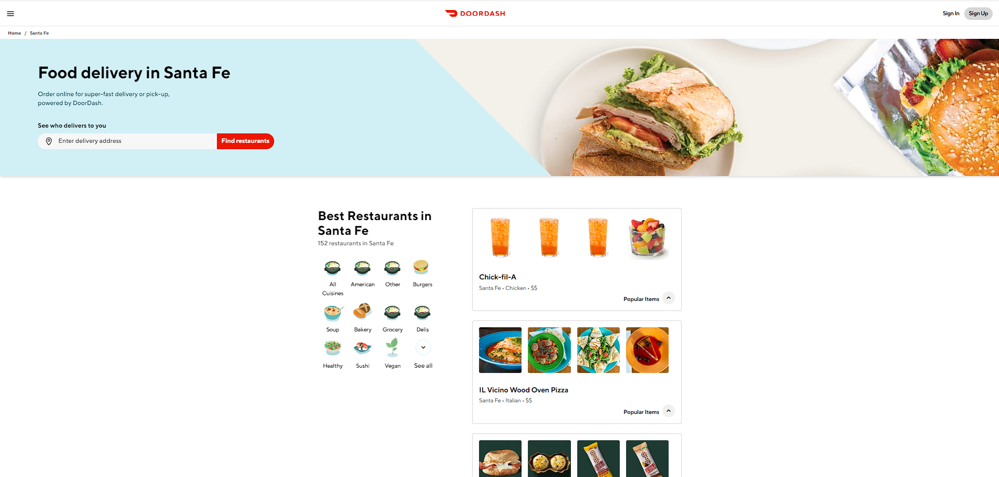 DOORDASH
Sign In
Sign Up
Home / Santa Fe
Food delivery in Santa Fe
Order online for super-fast delivery or pick-up,
powered by DoorDash.
See who delivers to you
Enter delivery address
Find restaurants
Best Restaurants in
Santa Fe
152 restaurants in Santa Fe
All
Cuisines
American
Other
Burgers
Soup
Bakery
Grocery
Delis
Healthy
Sushi
Vegan
See all
Chick-fil-A
Santa Fe • Chicken • $$
Popular Items
IL Vicino Wood Oven Pizza
Santa Fe • Italian • $$
Popular Items